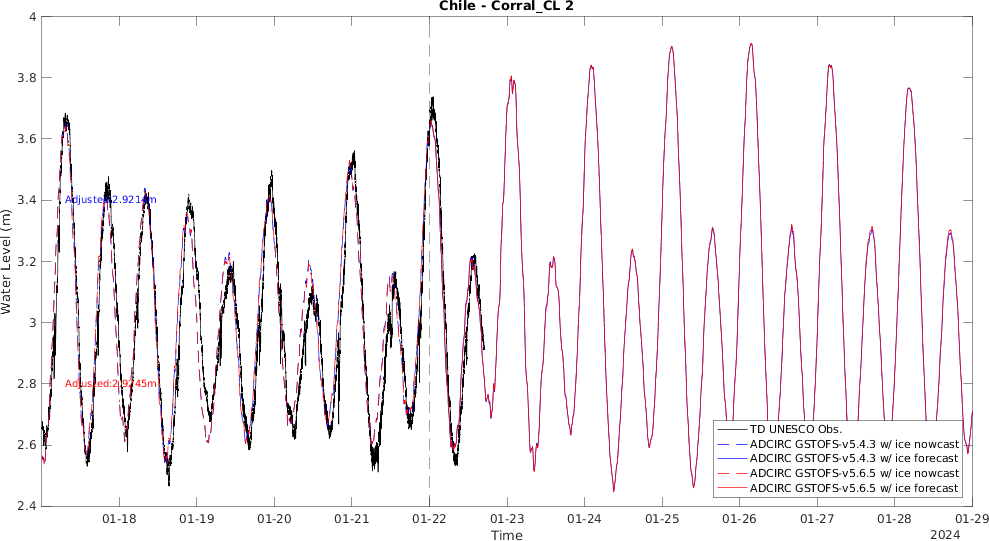 Chile - Corral_CL 2
4
3.8
3.6
3.4
3.2
3
2.8
2.6
2.4
Water Level (m)
Adjusted:2.9214m
Adjusted:2.9245m
TD UNESCO Obs.
ADCIRC GSTOFS-v5.4.3 w/ ice nowcast
ADCIRC GSTOFS-v5.4.3 w/ ice forecast
ADCIRC GSTOFS-v5.6.5 w/ ice nowcast
ADCIRC GSTOFS-v5.6.5 w/ ice forecast
01-18 01-19 01-20 01-21 01-22 01-23 01-24 01-25 01-26 01-27 01-28 01-29
Time
2024